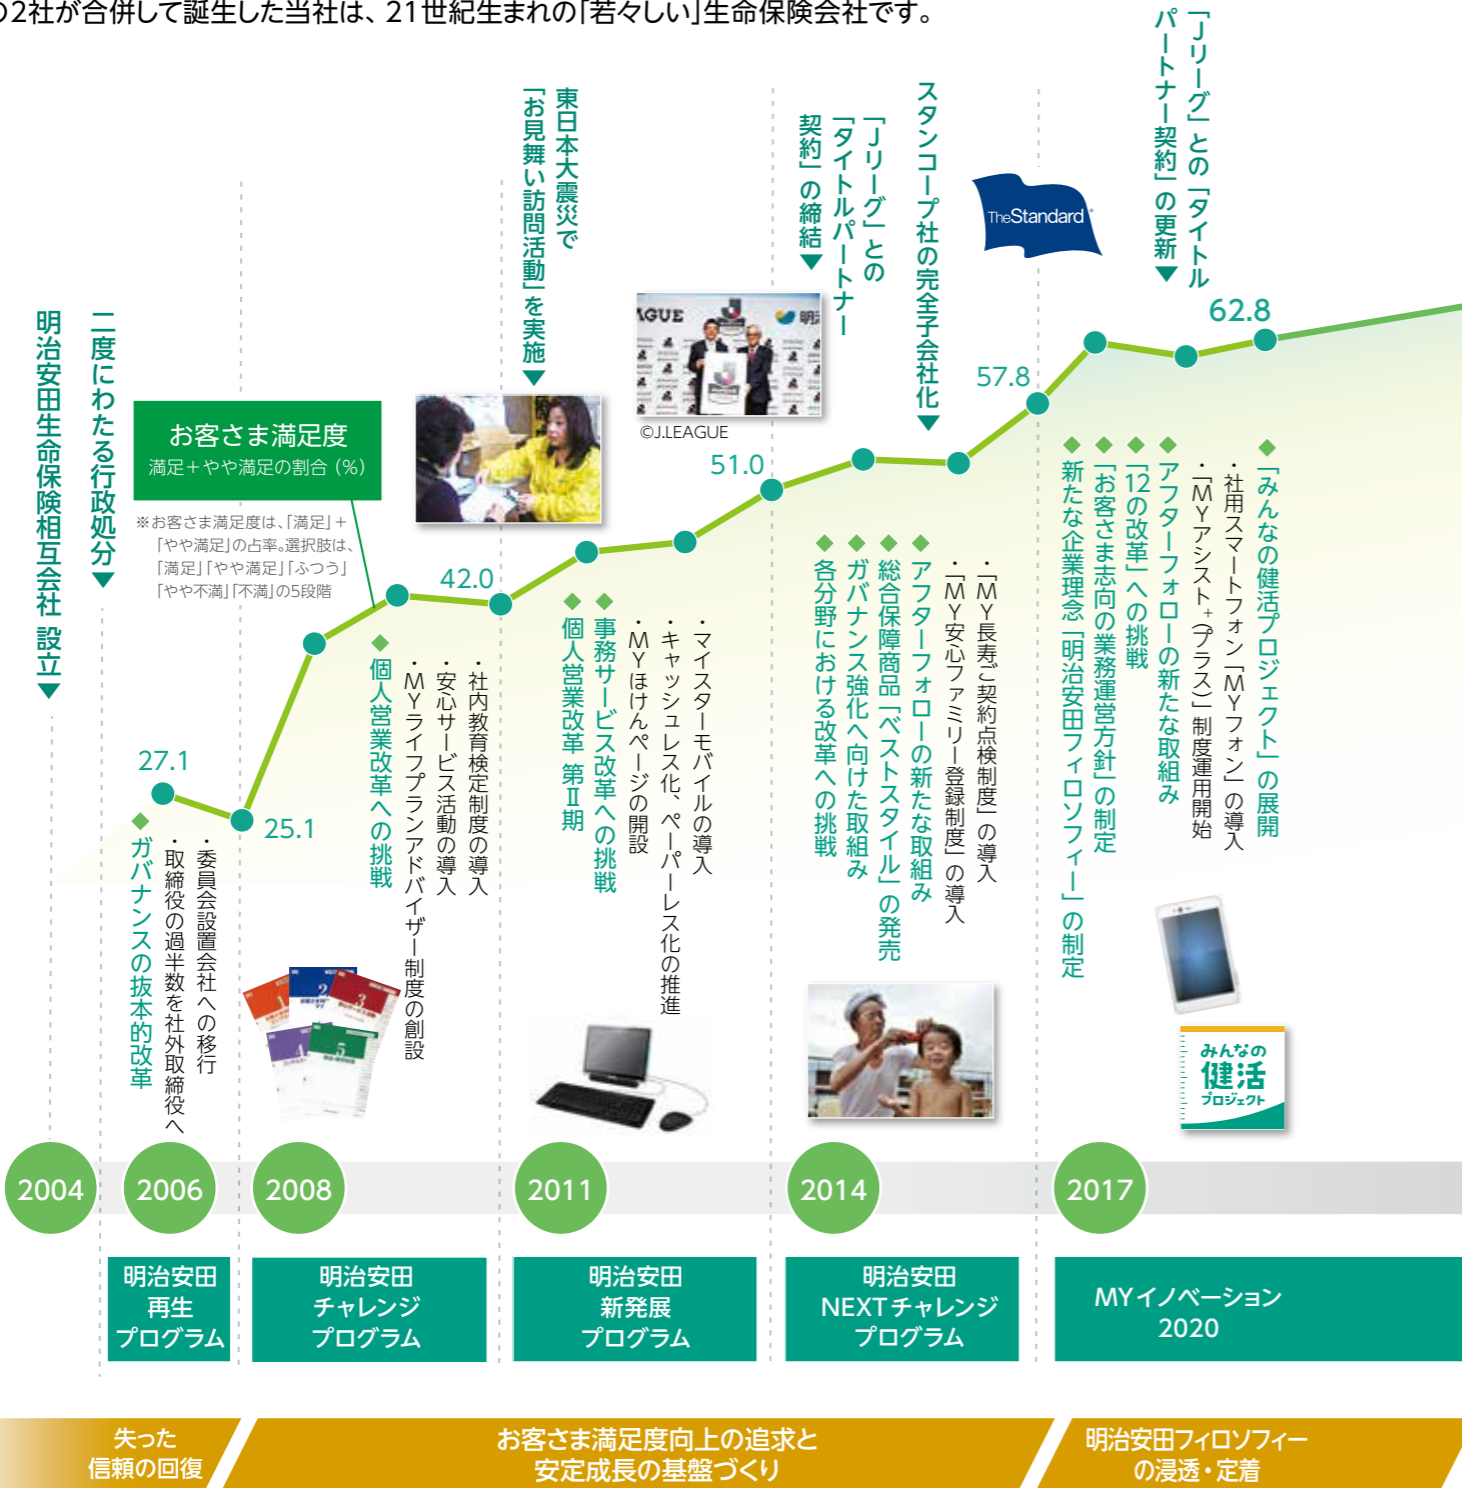 の2社が合併して誕生した当社は、21世紀生まれの「若々しい」生命保険会社です。
明治安田生命保険相互会社 設立▼
二度にわたる行政処分▼
東日本大震災で
「お見舞い訪問活動」を実施▼
「Jリーグ」との
「タイトルパートナー
契約」の締結▼
スタンコープ社の完全子会社化▼
「Jリーグ」との「タイトル
パートナー契約」の更新▼
TheStandard
©J.LEAGUE
お客さま満足度
満足+やや満足の割合(%)
※お客さま満足度は、「満足」+
「やや満足」の占率。選択肢は、
「満足」「やや満足」「ふつう」
「やや不満」「不満」の5段階
27.1
25.1
42.0
51.0
57.8
62.8
◆ガバナンスの抜本的改革
・委員会設置会社への移行
・取締役の過半数を社外取締役へ
◆個人営業改革への挑戦
・社内教育検定制度の導入
・安心サービス活動の導入
・MYライフプランアドバイザー制度の創設
1
2
3
4
5
◆事務サービス改革への挑戦
◆個人営業改革 第Ⅱ期
・マイスターモバイルの導入
・キャッシュレス化、ペーパーレス化の推進
・MYほけんページの開設
◆アフターフォローの新たな取組み
・「MY長寿ご契約点検制度」の導入
・「MY安心ファミリー登録制度」の導入
◆総合保障商品「ベストスタイル」の発売
◆ガバナンス強化へ向けた取組み
◆各分野における改革への挑戦
◆「みんなの健活プロジェクト」の展開
◆アフターフォローの新たな取組み
・社用スマートフォン「MYフォン」の導入
・「MYアシスト+(プラス)」制度運用開始
◆「12の改革」への挑戦
◆「お客さま志向の業務運営方針」の制定
◆新たな企業理念「明治安田フィロソフィー」の制定
みんなの
健活
プロジェクト
2004
2006
2008
2011
2014
2017
明治安田
再生
プログラム
明治安田
チャレンジ
プログラム
明治安田
新発展
プログラム
明治安田
NEXTチャレンジ
プログラム
MYイノベーション
2020
失った
信頼の回復
お客さま満足度向上の追求と
安定成長の基盤づくり
明治安田フィロソフィー
の浸透・定着